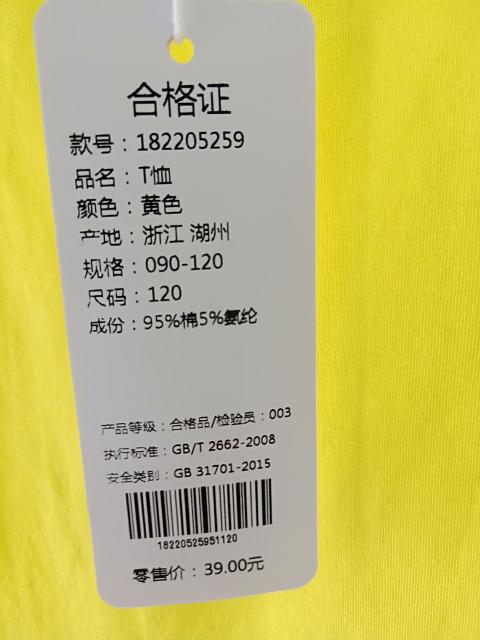 合格证
款号：182205259
品名：T恤
颜色：黄色
产地：浙江 湖州
规格：090-120
尺码：120
成份：95%棉5%氨纶
产品等级：合格品/检验员：003
执行标准：GB/T 2662-2008
安全类别：GB 31701-2015
18220525951120
零售价：39.00元